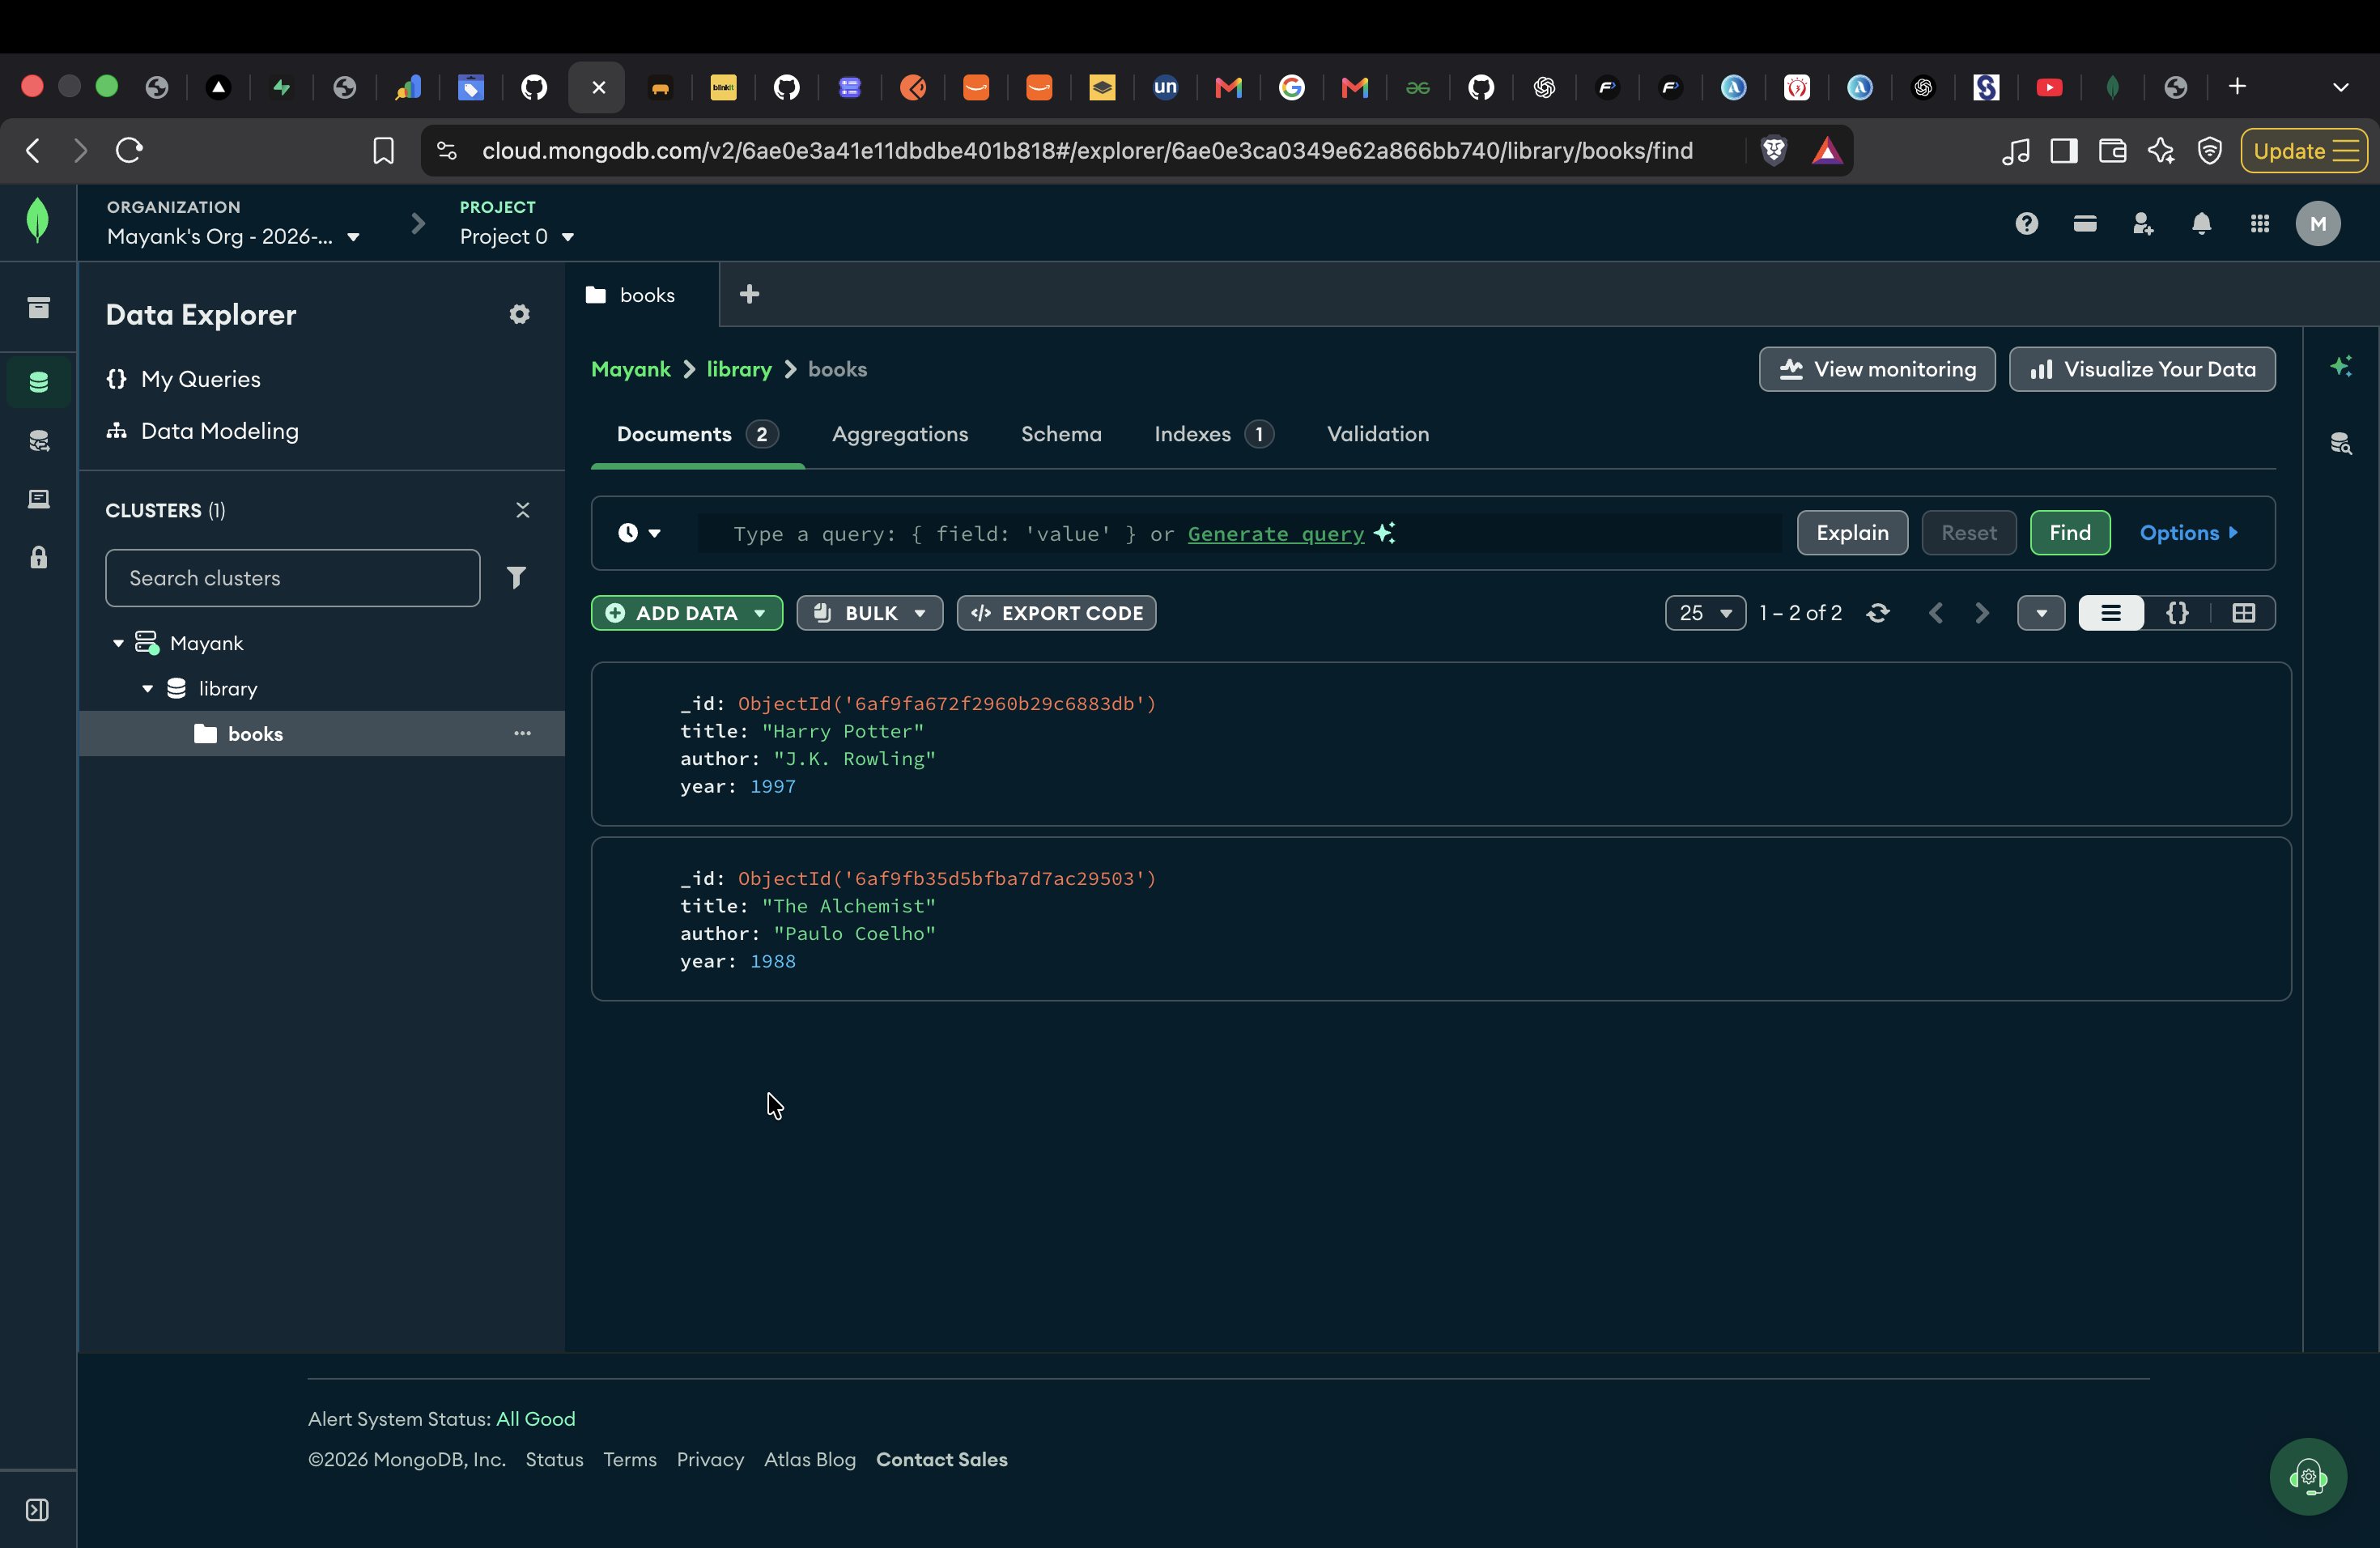 un
cloud.mongodb.com/v2/6ae0e3a41e11dbdbe401b818#/explorer/6ae0e3ca0349e62a866bb740/library/books/find
Update
ORGANIZATION
Mayank's Org - 2026-...
PROJECT
Project 0
M
Data Explorer
My Queries
Data Modeling
CLUSTERS (1)
Search clusters
Mayank
library
books
books
Mayank > library > books
View monitoring
Visualize Your Data
Documents 2
Aggregations
Schema
Indexes 1
Validation
Type a query: { field: 'value' } or Generate query
Explain
Reset
Find
Options
ADD DATA
BULK
</> EXPORT CODE
25
1 – 2 of 2
{}
_id: ObjectId('6af9fa672f2960b29c6883db')
title: "Harry Potter"
author: "J.K. Rowling"
year: 1997
_id: ObjectId('6af9fb35d5bfba7d7ac29503')
title: "The Alchemist"
author: "Paulo Coelho"
year: 1988
Alert System Status: All Good
©2026 MongoDB, Inc. Status Terms Privacy Atlas Blog Contact Sales